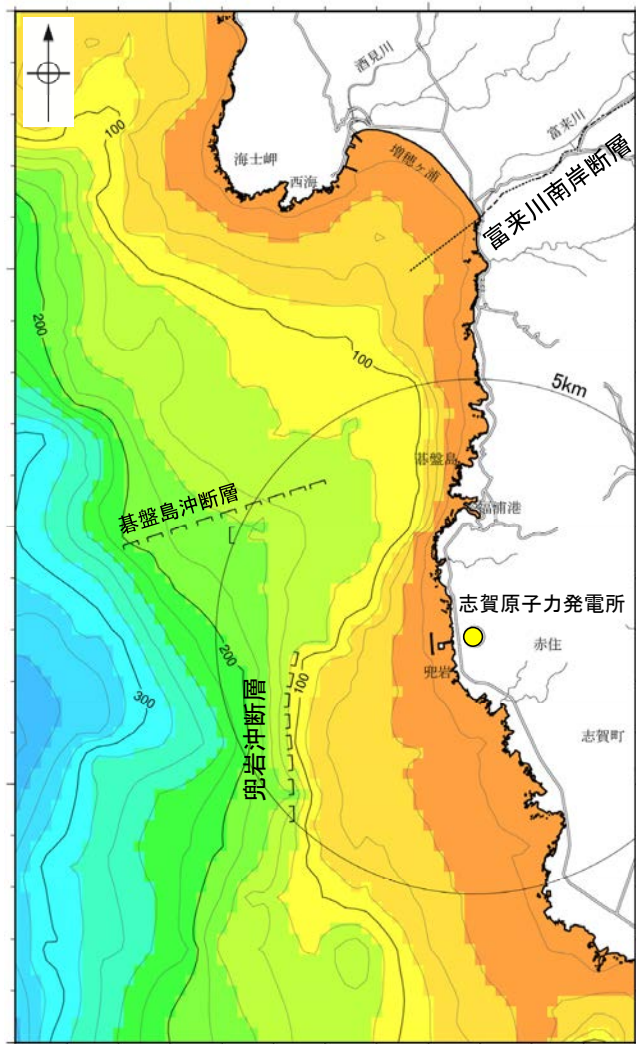 酒見川
100
富来川
海士岬
西海
増穂ヶ浦
富来川南岸断層
200
100
5km
碁盤島
碁盤島沖断層
福浦港
志賀原子力発電所
赤住
200
100
兜岩
300
兜岩沖断層
志賀町